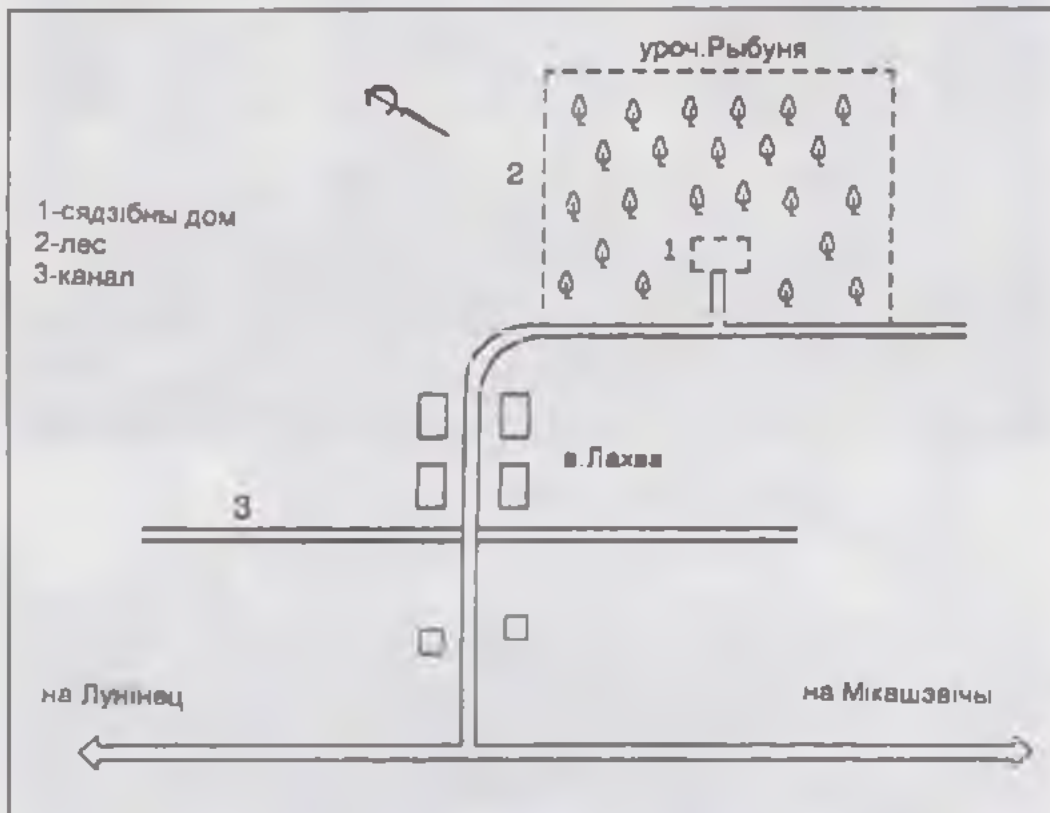 уроч.Рыбуня
2
1-сядзібны дом
2-лес
3-канал
1
в.Лахва
3
на Лунінец
на Мікашэвічы